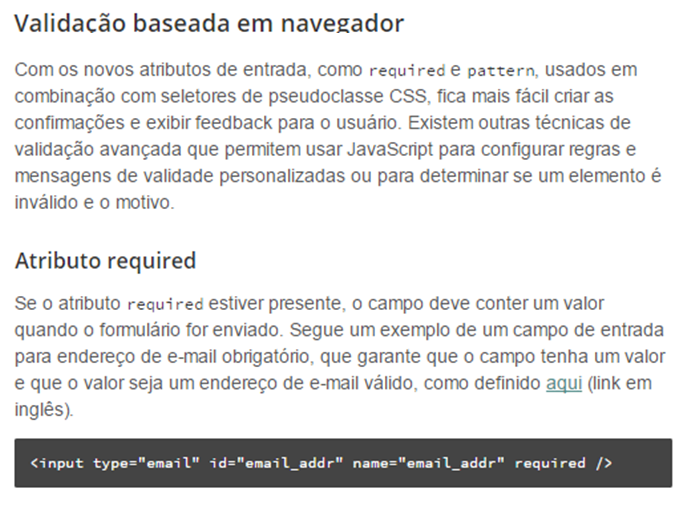 Validação baseada em navegador
Com os novos atributos de entrada, como required e pattern, usados em
combinação com seletores de pseudoclasse CSS, fica mais fácil criar as
confirmações e exibir feedback para o usuário. Existem outras técnicas de
validação avançada que permitem usar JavaScript para configurar regras e
mensagens de validade personalizadas ou para determinar se um elemento é
inválido e o motivo.
Atributo required
Se o atributo required estiver presente, o campo deve conter um valor
quando o formulário for enviado. Segue um exemplo de um campo de entrada
para endereço de e-mail obrigatório, que garante que o campo tenha um valor
e que o valor seja um endereço de e-mail válido, como definido aqui (link em
inglês).
<input type="email" id="email_addr" name="email_addr" required />